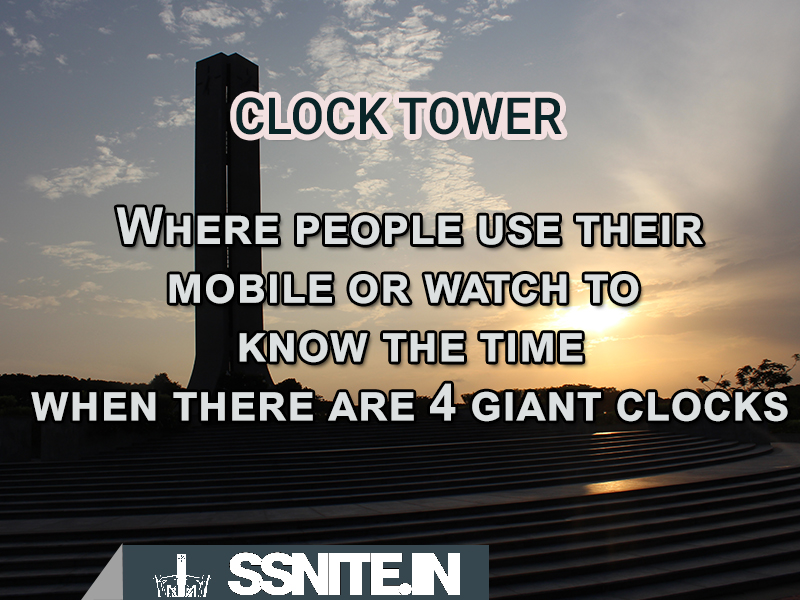 CLOCK TOWER
WHERE PEOPLE USE THEIR
MOBILE OR WATCH TO
KNOW THE TIME
WHEN THERE ARE 4 GIANT CLOCKS
SSNITE.IN